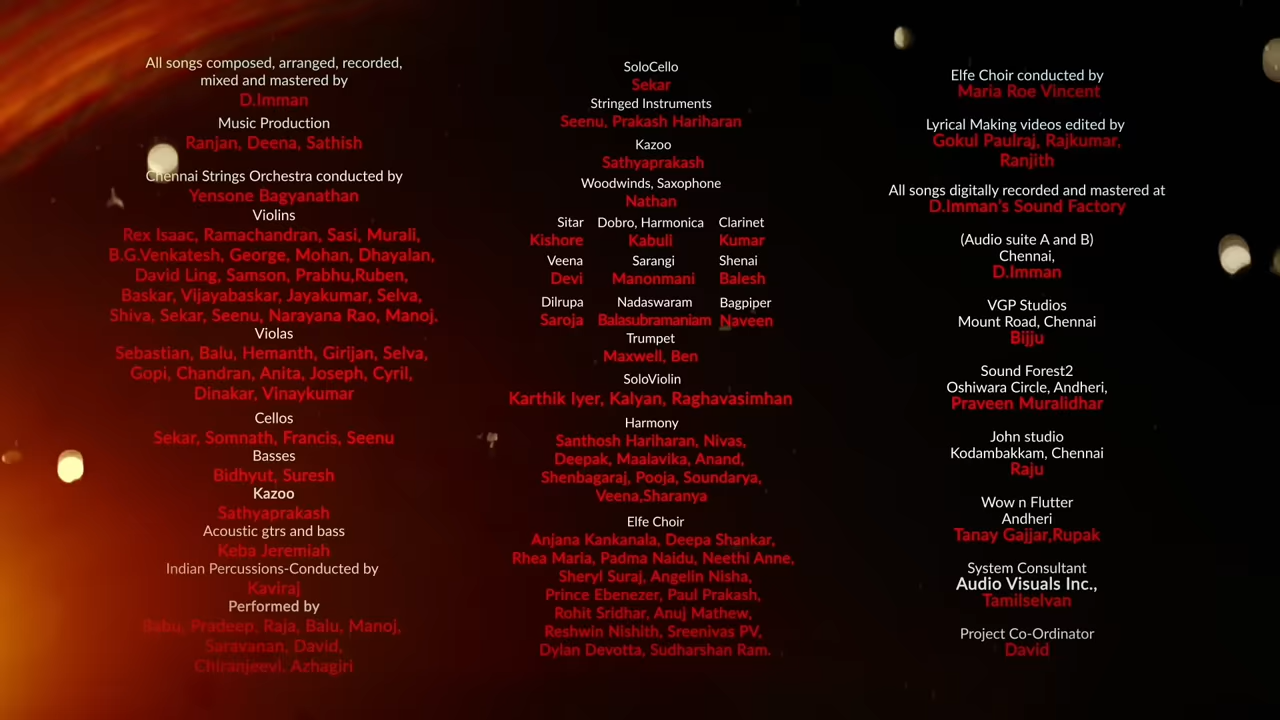 All songs composed, arranged, recorded,
mixed and mastered by
D.Imman
Music Production
Ranjan, Deena, Sathish
Chennai Strings Orchestra conducted by
Yensone Bagyanathan
Violins
Rex Isaac, Ramachandran, Sasi, Murali,
B.G.Venkatesh, George, Mohan, Dhayalan,
David Ling, Samson, Prabhu,Ruben,
Baskar, Vijayabaskar, Jayakumar, Selva,
Shiva, Sekar, Seenu, Narayana Rao, Manoj.
Violas
Sebastian, Balu, Hemanth, Girijan, Selva,
Gopi, Chandran, Anita, Joseph, Cyril,
Dinakar, Vinaykumar
Cellos
Sekar, Somnath, Francis, Seenu
Basses
Bidhyut, Suresh
Kazoo
Sathyaprakash
Acoustic gtrs and bass
Keba Jeremiah
Indian Percussions-Conducted by
Kaviraj
Performed by
Babu, Pradeep, Raja, Balu, Manoj,
Saravanan, David,
Chiranjeevi, Azhagiri
SoloCello
Sekar
Stringed Instruments
Seenu, Prakash Hariharan
Kazoo
Sathyaprakash
Woodwinds, Saxophone
Nathan
Sitar Dobro, Harmonica Clarinet
Kishore Kabuli Kumar
Veena Sarangi Shenai
Devi Manonmani Balesh
Dilrupa Nadaswaram Bagpiper
Saroja Balasubramaniam Naveen
Trumpet
Maxwell, Ben
SoloViolin
Karthik Iyer, Kalyan, Raghavasimhan
Harmony
Santhosh Hariharan, Nivas,
Deepak, Maalavika, Anand,
Shenbagaraj, Pooja, Soundarya,
Veena,Sharanya
Elfe Choir
Anjana Kankanala, Deepa Shankar,
Rhea Maria, Padma Naidu, Neethi Anne,
Sheryl Suraj, Angelin Nisha,
Prince Ebenezer, Paul Prakash,
Rohit Sridhar, Anuj Mathew,
Reshwin Nishith, Sreenivas PV,
Dylan Devotta, Sudharshan Ram.
Elfe Choir conducted by
Maria Roe Vincent
Lyrical Making videos edited by
Gokul Paulraj, Rajkumar,
Ranjith
All songs digitally recorded and mastered at
D.Imman's Sound Factory
(Audio suite A and B)
Chennai,
D.Imman
VGP Studios
Mount Road, Chennai
Bijju
Sound Forest2
Oshiwara Circle, Andheri,
Praveen Muralidhar
John studio
Kodambakkam, Chennai
Raju
Wow n Flutter
Andheri
Tanay Gajjar,Rupak
System Consultant
Audio Visuals Inc.,
Tamilselvan
Project Co-Ordinator
David